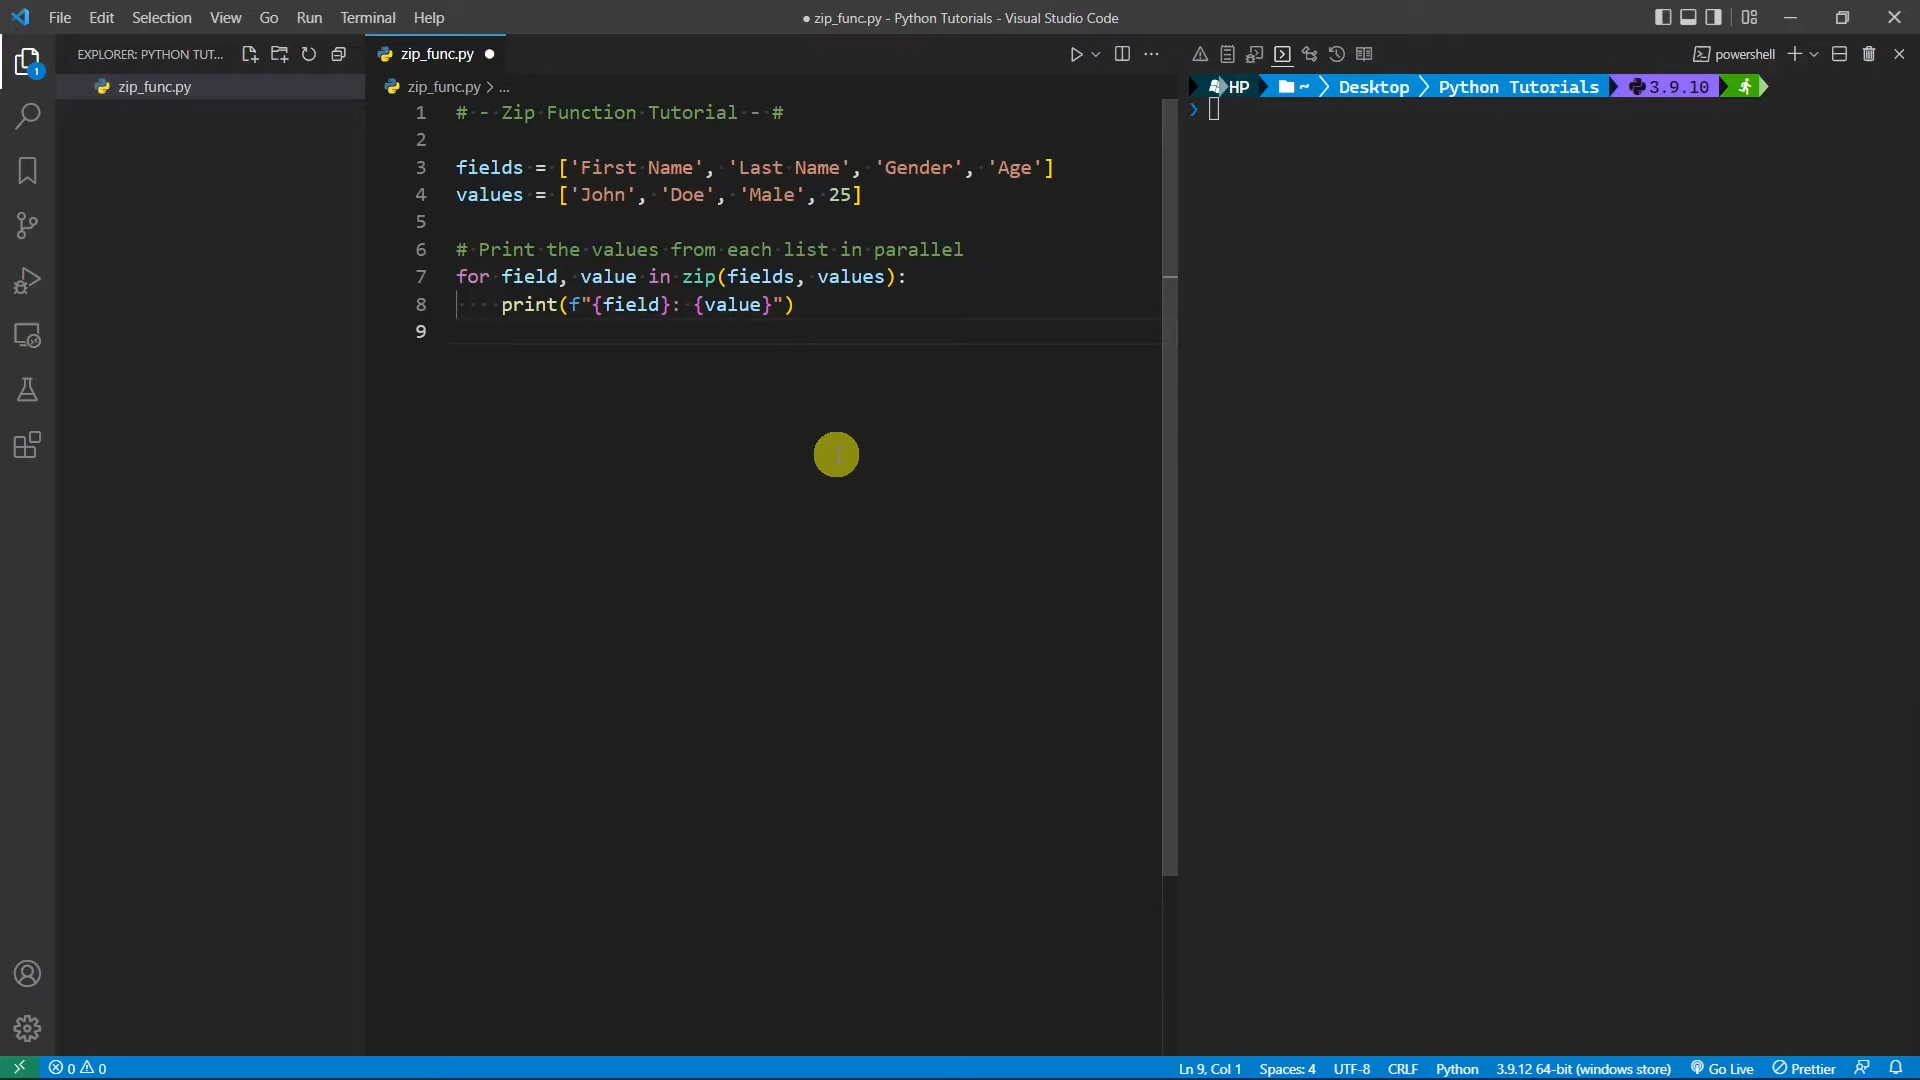 File Edit Selection View Go Run Terminal Help
● zip_func.py - Python Tutorials - Visual Studio Code
EXPLORER: PYTHON TUT...
zip_func.py ●
powershell
1
zip_func.py
zip_func.py > ...
HP ~ Desktop Python Tutorials 3.9.10
❯
1 # - Zip Function Tutorial - #
2
3 fields = ['First Name', 'Last Name', 'Gender', 'Age']
4 values = ['John', 'Doe', 'Male', 25]
5
6 # Print the values from each list in parallel
7 for field, value in zip(fields, values):
8     print(f"{field}: {value}")
9
0 0
Ln 9, Col 1 Spaces: 4 UTF-8 CRLF Python 3.9.12 64-bit (windows store) Go Live Prettier